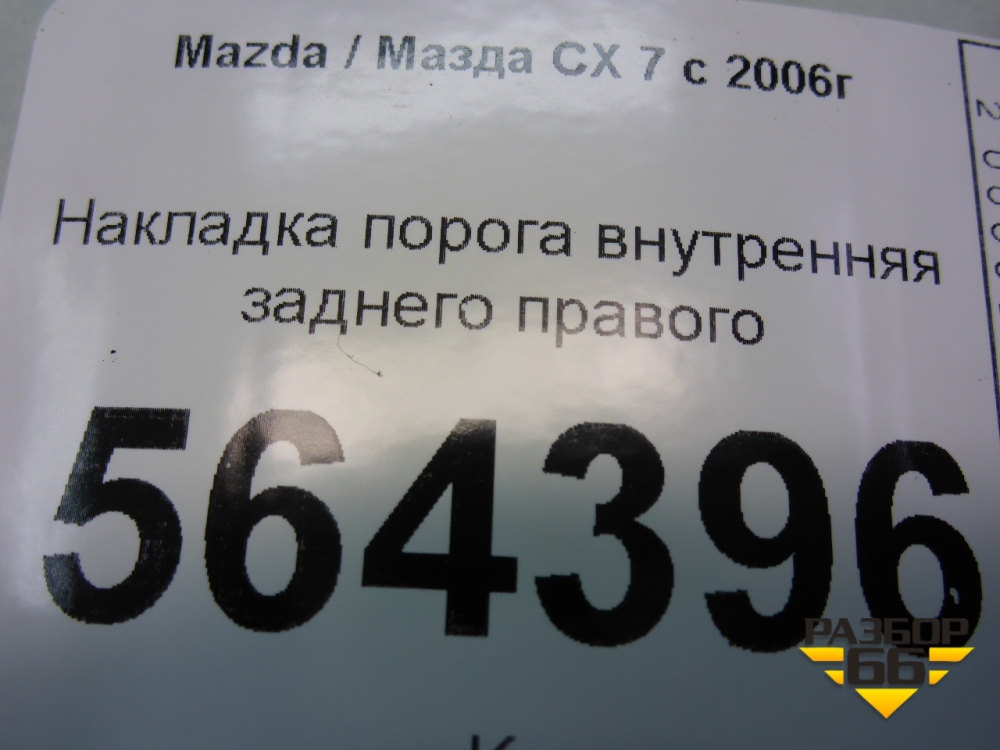 Mazda / Мазда CX 7 с 2006г
Накладка порога внутренняя
заднего правого
564396
РАЗБОР
66